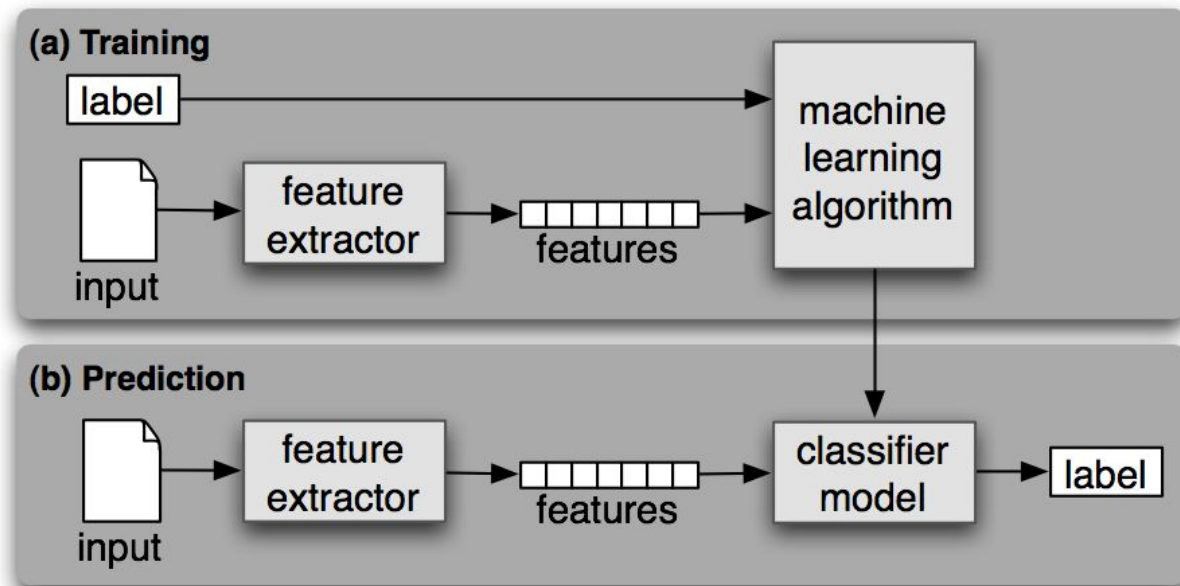 (a) Training
label
machine
learning
algorithm
feature
extractor
features
input
(b) Prediction
feature
extractor
features
classifier
model
label
input